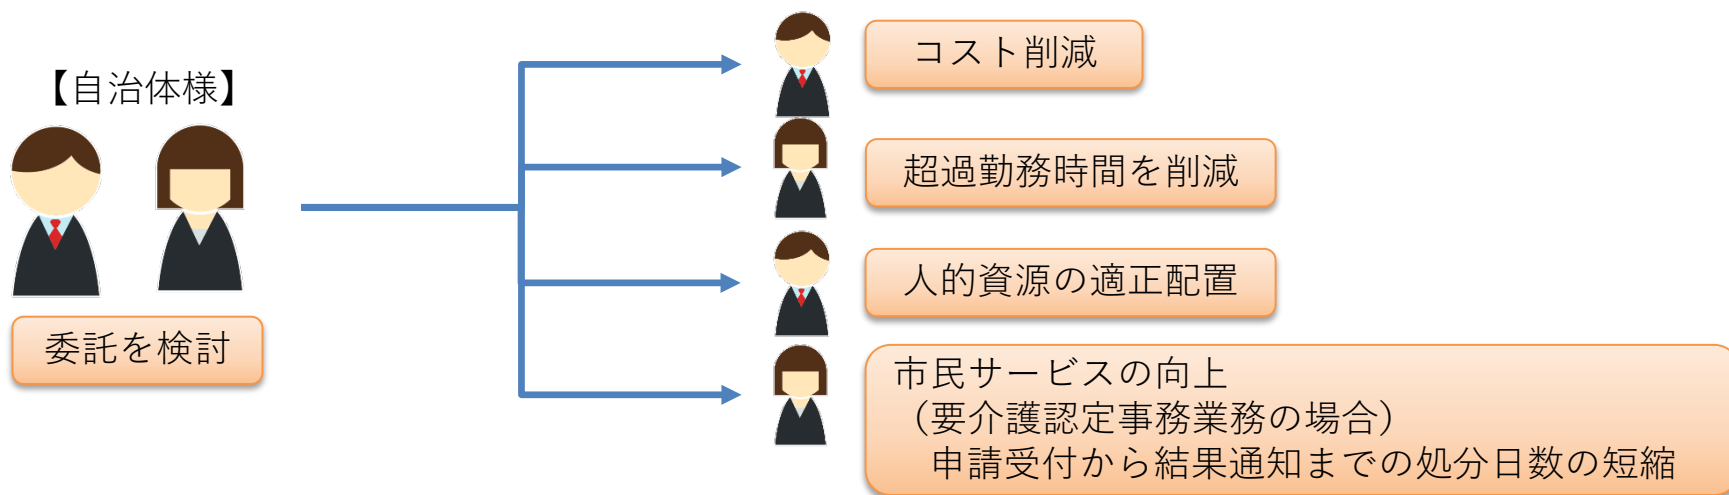 【自治体様】
委託を検討
コスト削減
超過勤務時間を削減
人的資源の適正配置
市民サービスの向上
（要介護認定事務業務の場合）
申請受付から結果通知までの処分日数の短縮